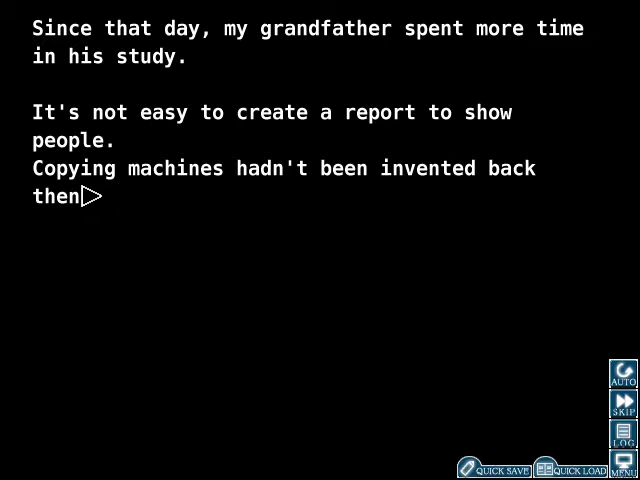 Since that day, my grandfather spent more time
in his study.
It's not easy to create a report to show
people.
Copying machines hadn't been invented back
then
AUTO
SKIP
LOG
QUICK SAVE
QUICK LOAD
MENU